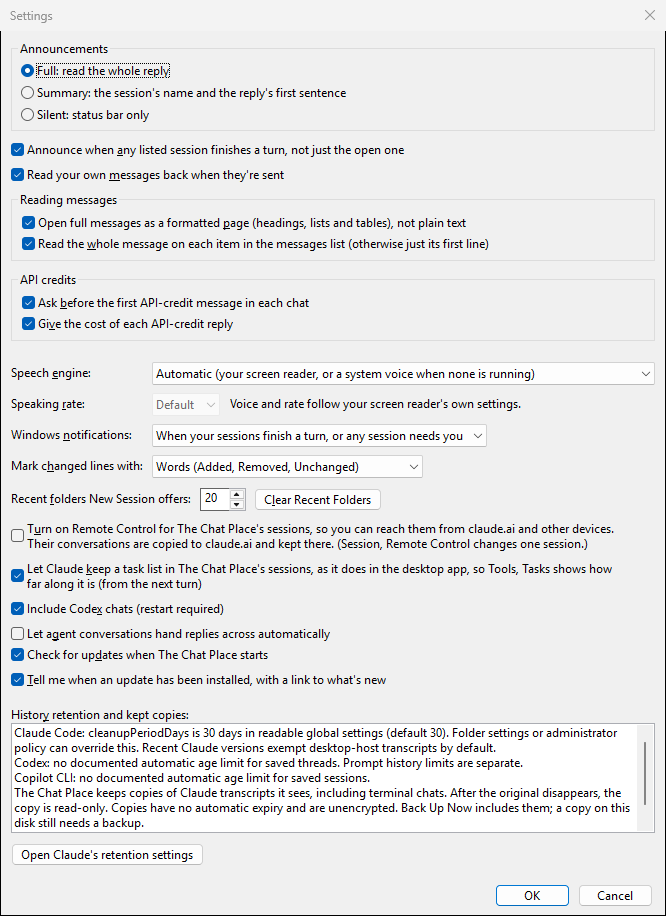 Settings
Announcements
Full: read the whole reply
Summary: the session's name and the reply's first sentence
Silent: status bar only
Announce when any listed session finishes a turn, not just the open one
Read your own messages back when they're sent
Reading messages
Open full messages as a formatted page (headings, lists and tables), not plain text
Read the whole message on each item in the messages list (otherwise just its first line)
API credits
Ask before the first API-credit message in each chat
Give the cost of each API-credit reply
Speech engine: Automatic (your screen reader, or a system voice when none is running)
Speaking rate: Default Voice and rate follow your screen reader's own settings.
Windows notifications: When your sessions finish a turn, or any session needs you
Mark changed lines with: Words (Added, Removed, Unchanged)
Recent folders New Session offers: 20 Clear Recent Folders
Turn on Remote Control for The Chat Place's sessions, so you can reach them from claude.ai and other devices.
Their conversations are copied to claude.ai and kept there. (Session, Remote Control changes one session.)
Let Claude keep a task list in The Chat Place's sessions, as it does in the desktop app, so Tools, Tasks shows how
far along it is (from the next turn)
Include Codex chats (restart required)
Let agent conversations hand replies across automatically
Check for updates when The Chat Place starts
Tell me when an update has been installed, with a link to what's new
History retention and kept copies:
Claude Code: cleanupPeriodDays is 30 days in readable global settings (default 30). Folder settings or administrator
policy can override this. Recent Claude versions exempt desktop-host transcripts by default.
Codex: no documented automatic age limit for saved threads. Prompt history limits are separate.
Copilot CLI: no documented automatic age limit for saved sessions.
The Chat Place keeps copies of Claude transcripts it sees, including terminal chats. After the original disappears, the
copy is read-only. Copies have no automatic expiry and are unencrypted. Back Up Now includes them; a copy on this
disk still needs a backup.
Open Claude's retention settings
OK Cancel